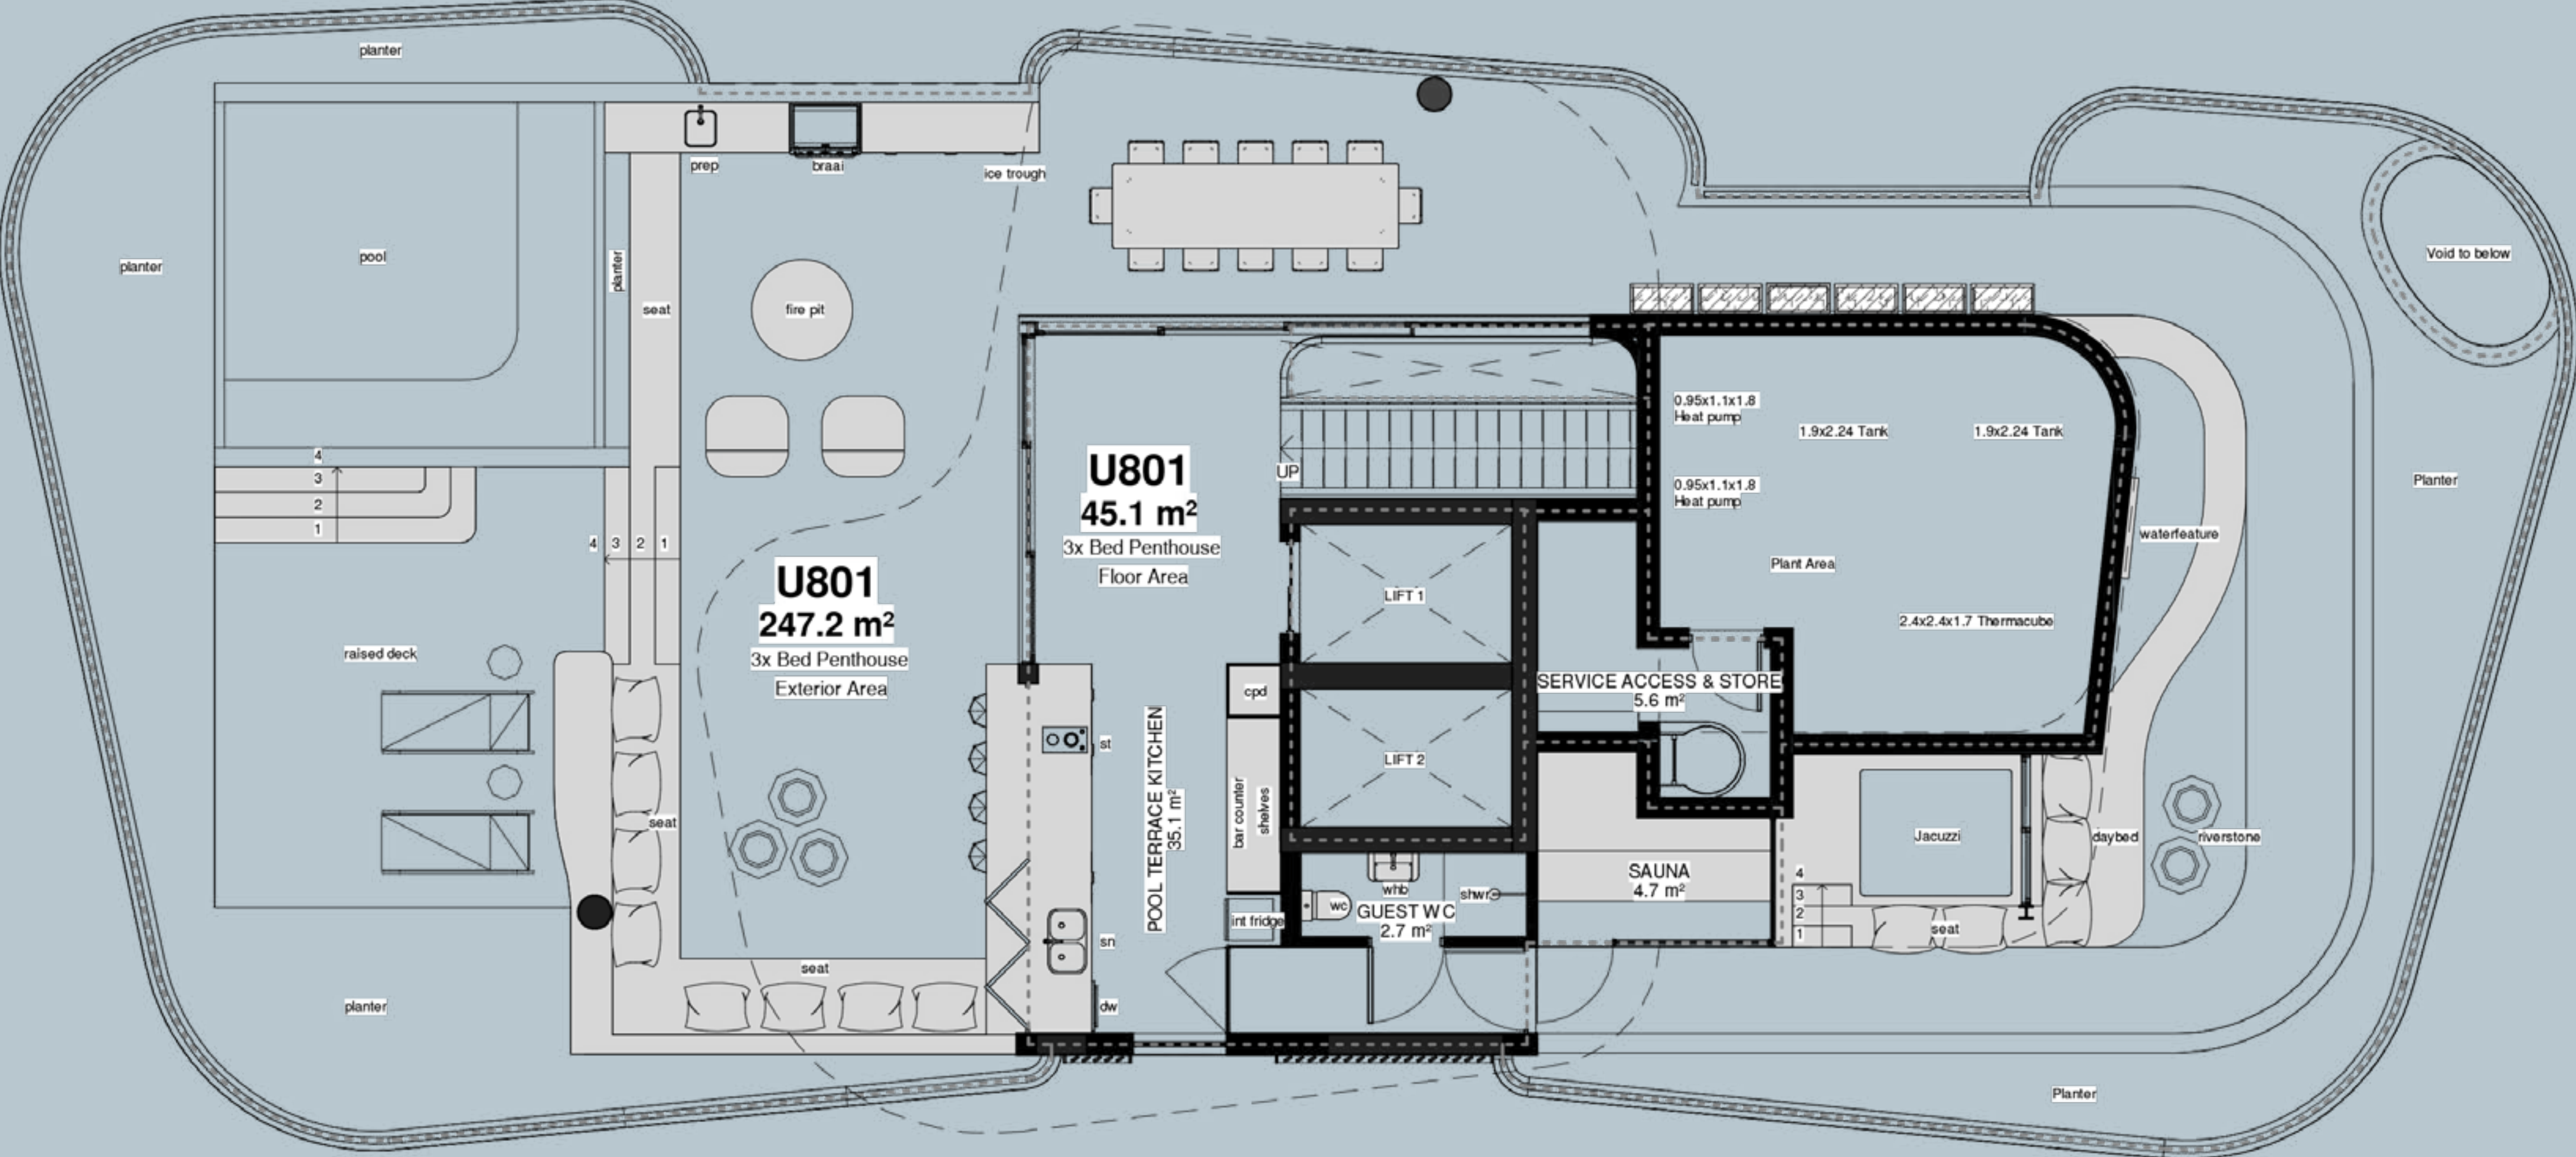 planter
planter
pool
planter
seat
prep
braai
ice trough
fire pit
Void to below
4
3
2
1
4 3 2 1
raised deck
U801
247.2 m²
3x Bed Penthouse
Exterior Area
U801
45.1 m²
3x Bed Penthouse
Floor Area
UP
LIFT 1
LIFT 2
0.95x1.1x1.8
Heat pump
0.95x1.1x1.8
Heat pump
1.9x2.24 Tank
1.9x2.24 Tank
Plant Area
2.4x2.4x1.7 Thermacube
waterfeature
Planter
SERVICE ACCESS & STORE
5.6 m²
cpd
st
POOL TERRACE KITCHEN
35.1 m²
bar counter
shelves
seat
seat
planter
sn
dw
int fridge
whb
wc
shwr
GUEST WC
2.7 m²
SAUNA
4.7 m²
4
3
2
1
Jacuzzi
seat
daybed
riverstone
Planter